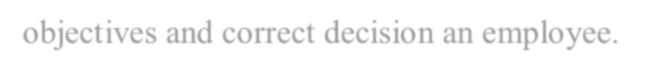 objectives and correct decision an employee.